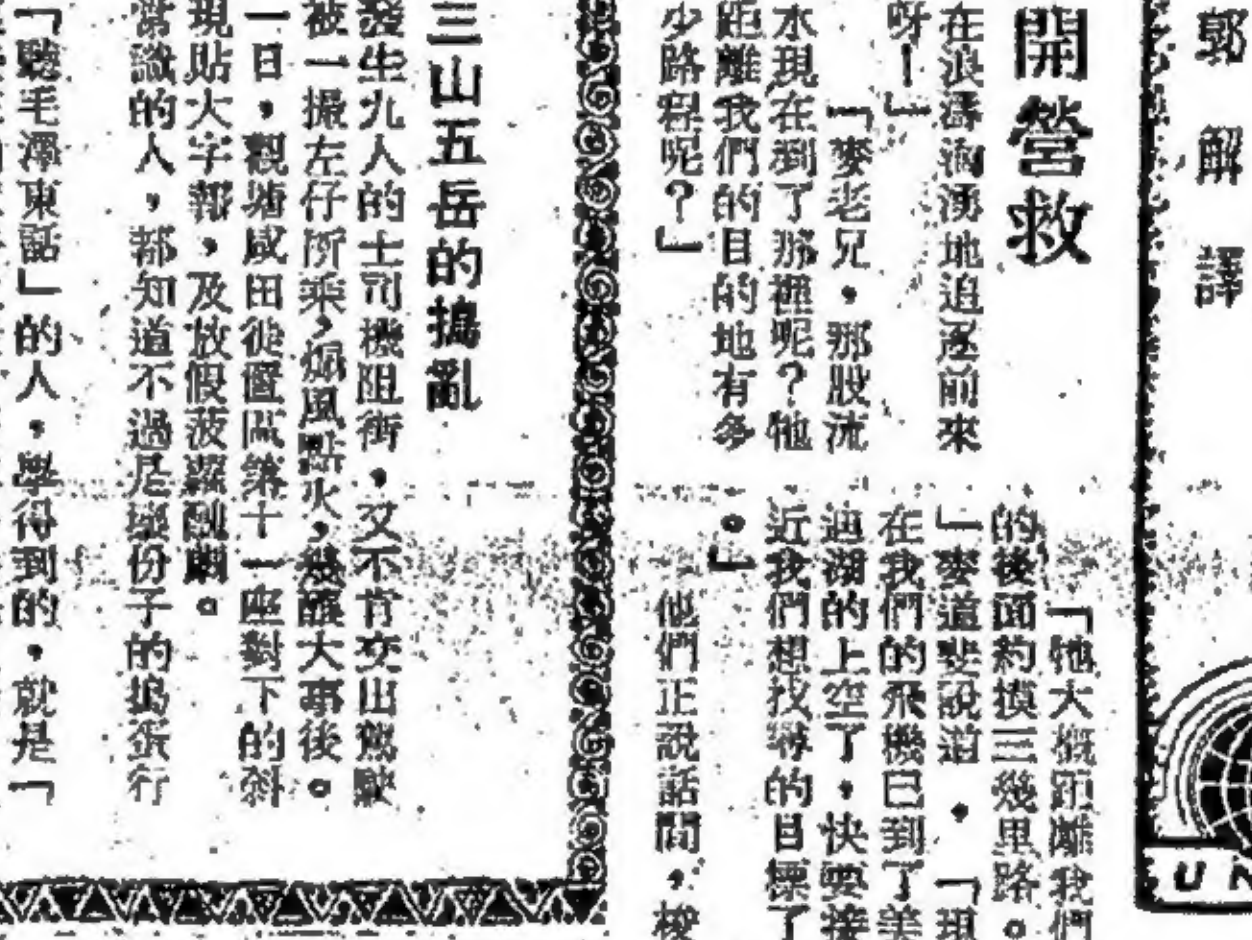 郭解譯
開營救
在浪濤洶湧地追逐前來
呀!」
「麥老兄,那股流
水現在到了那裡呢?牠
距離我們的目的地有多
少路程呢?」
「牠大概距離我們
的後面約摸三幾里路。
」麥道斐說道,「現
在我們的飛機已到了美
迪湖的上空了,快要接
近我們想找尋的目標了
。」
他們正說話間,梭
UN
三山五岳的搗亂
發生九人的士司機阻街,又不肯交出駕駛
被一撮左仔所乘,煽風點火,幾釀大事後。
一日,觀塘咸田徙置區第十一座對下的斜
現貼大字報,及放假菠蘿
常識的人,都知道不過是壞份子的搗蛋行
「聽毛澤東話」的人,學得到的,就是「